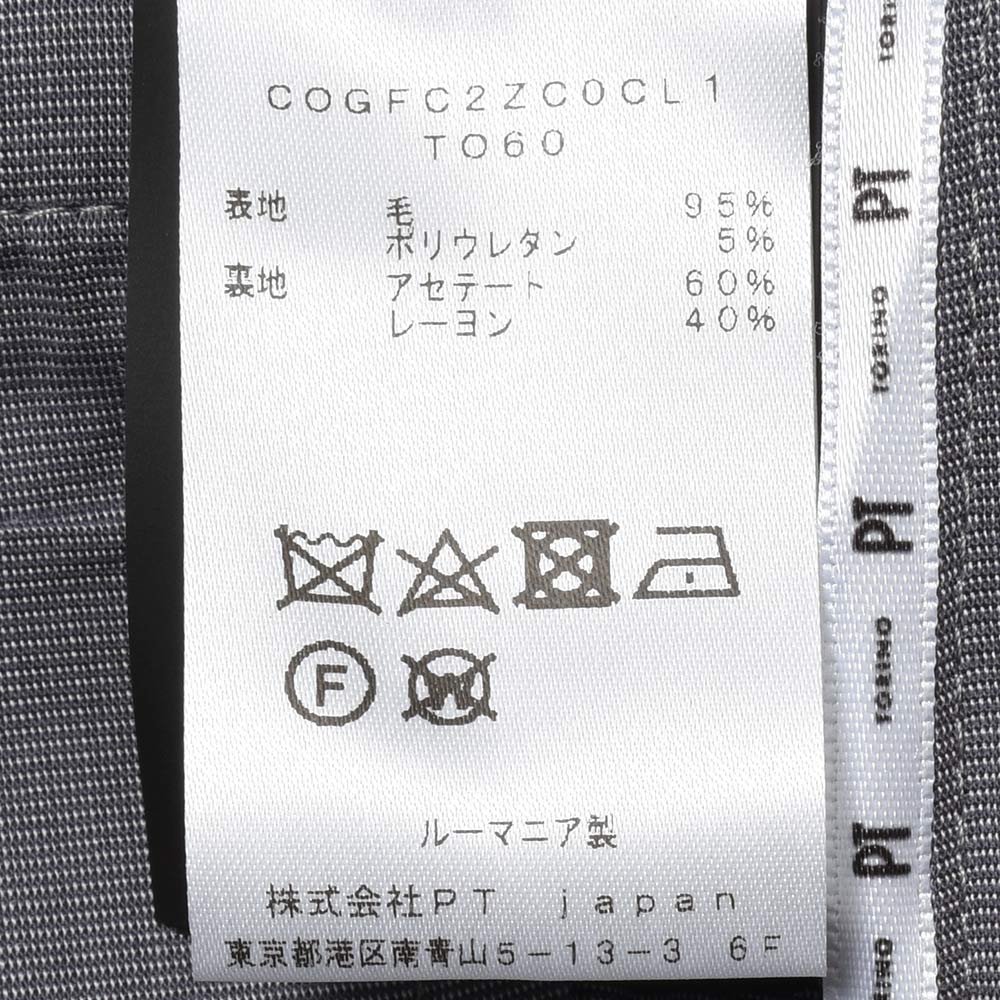 COGFC2ZC0CL1
TO60
表地 毛 95%
ポリウレタン 5%
裏地 アセテート 60%
レーヨン 40%
F W
ルーマニア製
株式会社PT japan
東京都港区南青山5-13-3 6F
TORINO
PT
TORINO
PT
TORINO
PT
TORINO